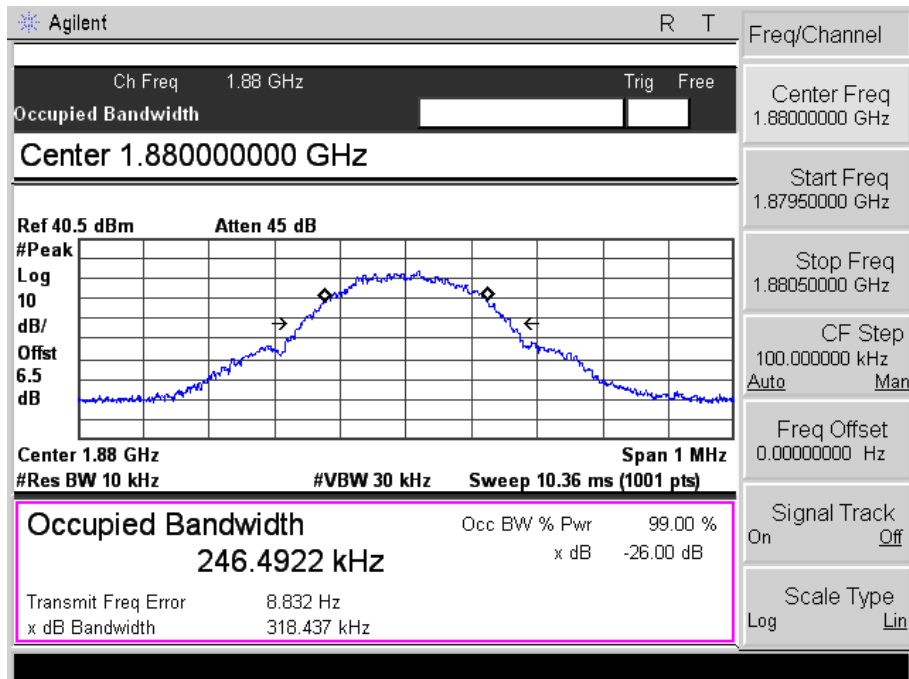 Agilent R T
Ch Freq 1.88 GHz Trig Free
Occupied Bandwidth
Center 1.880000000 GHz
Ref 40.5 dBm Atten 45 dB
#Peak
Log
10
dB/
Offst
6.5
dB
Center 1.88 GHz Span 1 MHz
#Res BW 10 kHz #VBW 30 kHz Sweep 10.36 ms (1001 pts)
Occupied Bandwidth
246.4922 kHz
Occ BW % Pwr 99.00 %
x dB -26.00 dB
Transmit Freq Error 8.832 Hz
x dB Bandwidth 318.437 kHz
Freq/Channel
Center Freq
1.88000000 GHz
Start Freq
1.87950000 GHz
Stop Freq
1.88050000 GHz
CF Step
100.000000 kHz
Auto Man
Freq Offset
0.00000000 Hz
Signal Track
On Off
Scale Type
Log Lin